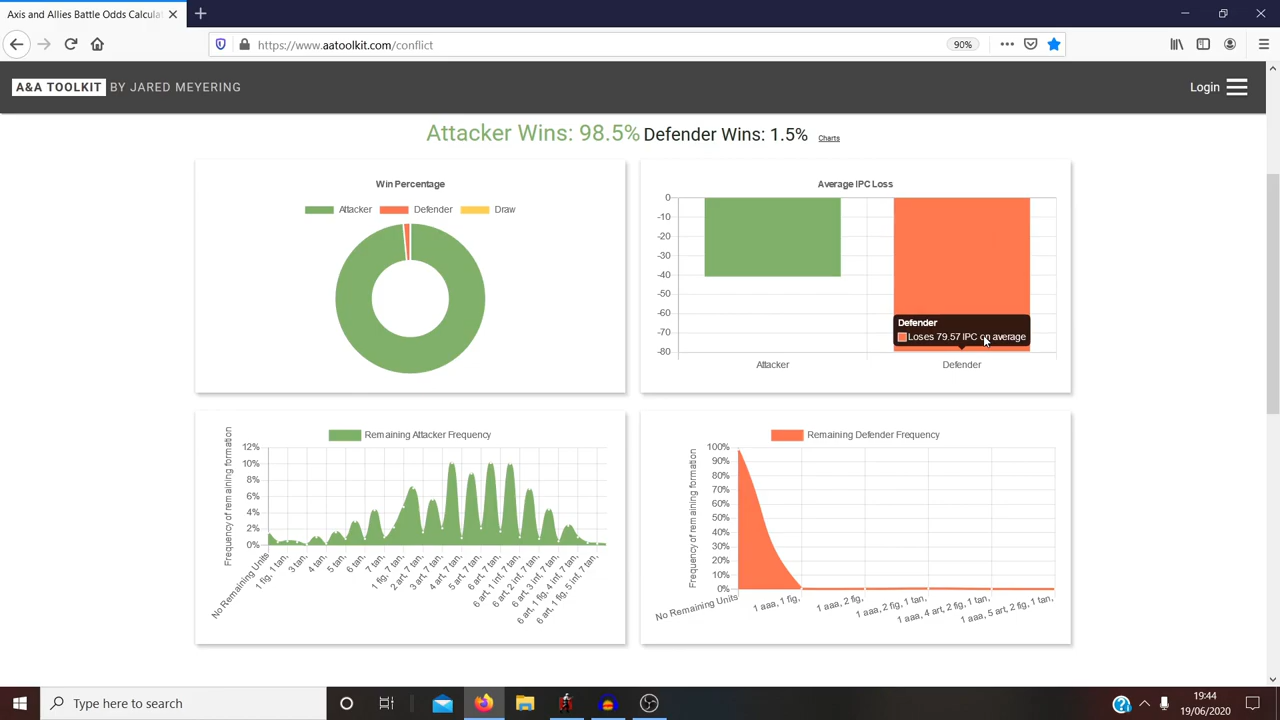 Axis and Allies Battle Odds Calcula
https://www.aatoolkit.com/conflict
90%
A&A TOOLKIT BY JARED MEYERING
Login
Attacker Wins: 98.5% Defender Wins: 1.5% Charts
Win Percentage
Attacker Defender Draw
Average IPC Loss
0
-10
-20
-30
-40
-50
-60
-70
-80
Defender
Loses 79.57 IPC on average
Attacker
Defender
Remaining Attacker Frequency
Frequency of remaining formation
12%
10%
8%
6%
4%
2%
0%
No Remaining Units
1 fig, 1 tan,
3 tan,
4 tan,
5 tan,
6 tan,
7 tan,
1 fig, 7 tan,
2 art, 7 tan,
3 art, 7 tan,
4 art, 7 tan,
5 art, 7 tan,
6 art, 7 tan,
6 art, 1 inf, 7 tan,
6 art, 2 inf, 7 tan,
6 art, 3 inf, 7 tan,
6 art, 1 fig, 4 inf, 7 tan,
6 art, 1 fig, 5 inf, 7 tan,
Remaining Defender Frequency
Frequency of remaining formation
100%
90%
80%
70%
60%
50%
40%
30%
20%
10%
0%
No Remaining Units
1 aaa, 1 fig,
1 aaa, 2 fig,
1 aaa, 2 fig, 1 tan,
1 aaa, 4 art, 2 fig, 1 tan,
1 aaa, 5 art, 2 fig, 1 tan,
Type here to search
19:44
19/06/2020